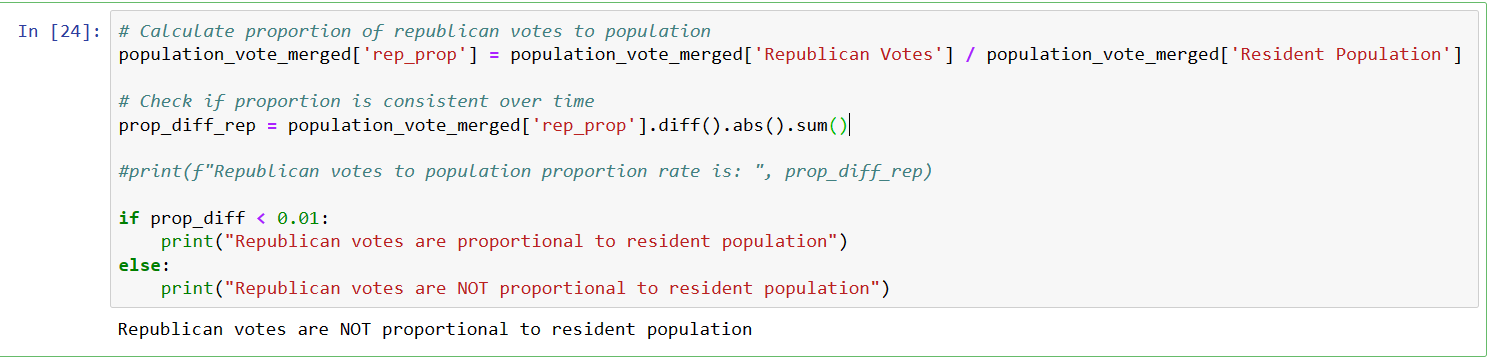 In [24]: # Calculate proportion of republican votes to population
population_vote_merged['rep_prop'] = population_vote_merged['Republican Votes'] / population_vote_merged['Resident Population']
# Check if proportion is consistent over time
prop_diff_rep = population_vote_merged['rep_prop'].diff().abs().sum()
#print(f"Republican votes to population proportion rate is: ", prop_diff_rep)
if prop_diff < 0.01:
    print("Republican votes are proportional to resident population")
else:
    print("Republican votes are NOT proportional to resident population")
Republican votes are NOT proportional to resident population